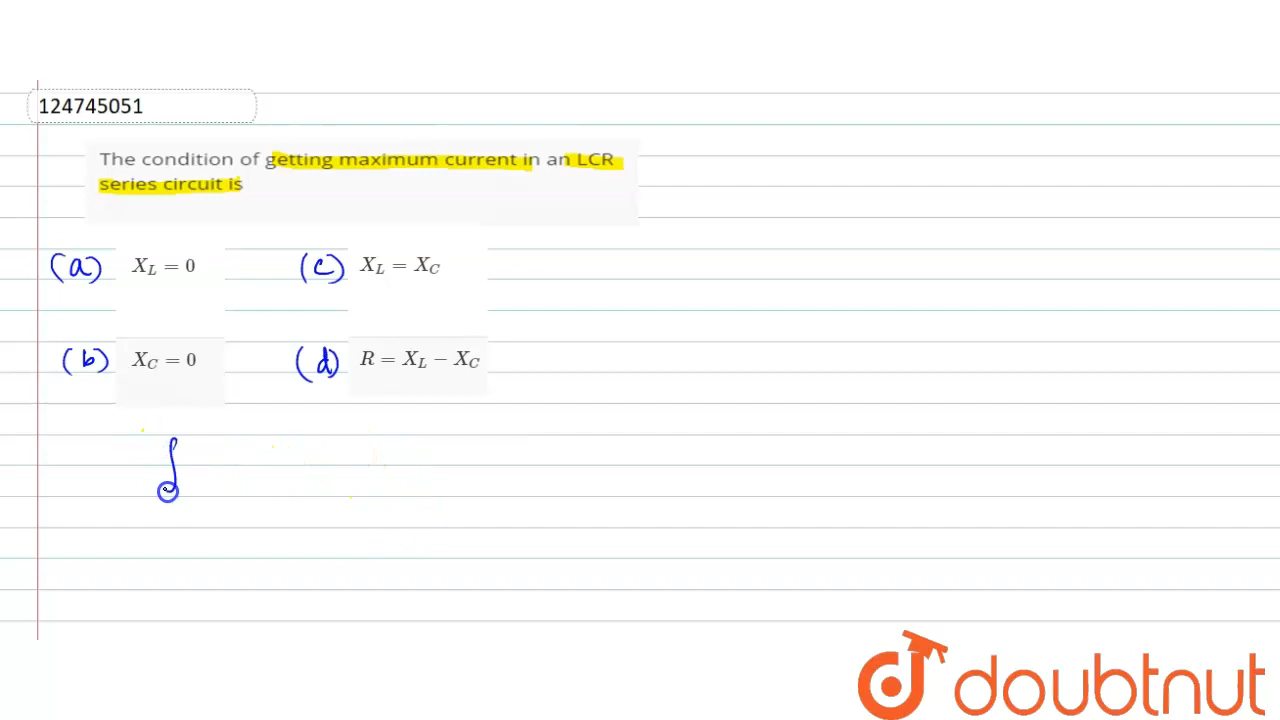 124745051
The condition of getting maximum current in an LCR
series circuit is
(a) X_L = 0
(c) X_L = X_C
(b) X_C = 0
(d) R = X_L − X_C
doubtnut